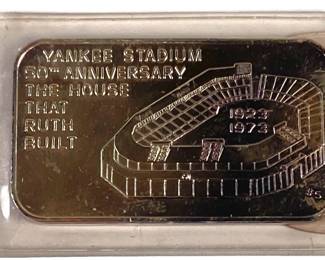 YANKEE STADIUM
50TH ANNIVERSARY
THE HOUSE
THAT
RUTH
BUILT
1923
1973